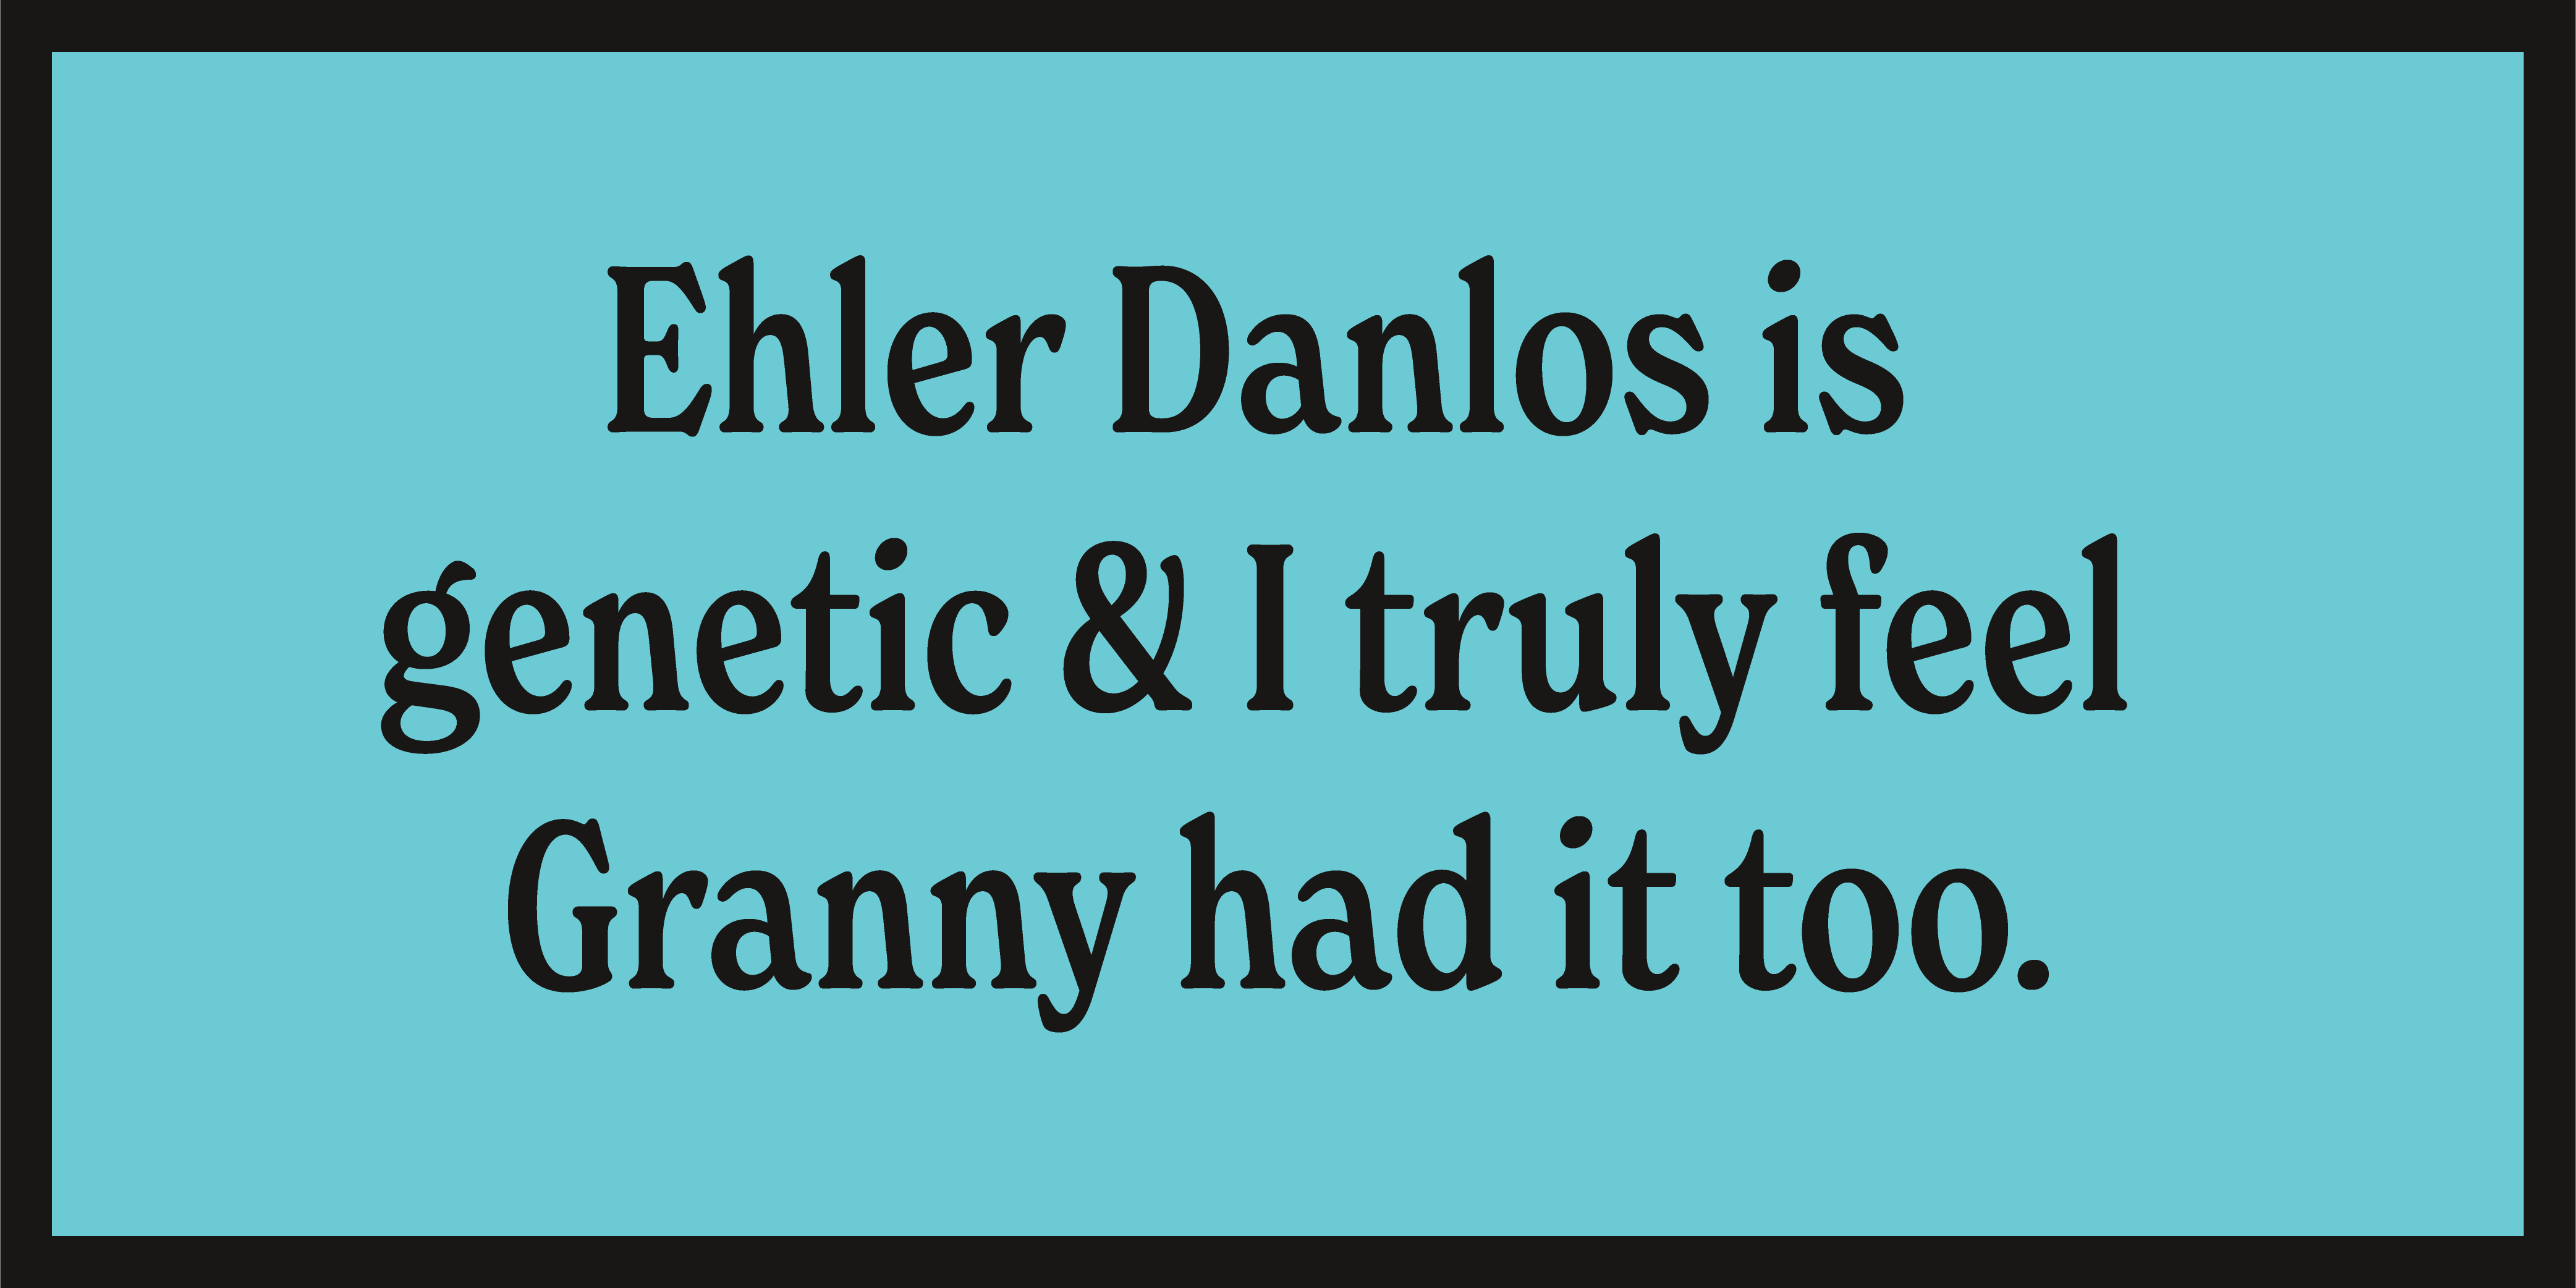 Ehler Danlos is
genetic & I truly feel
Granny had it too.